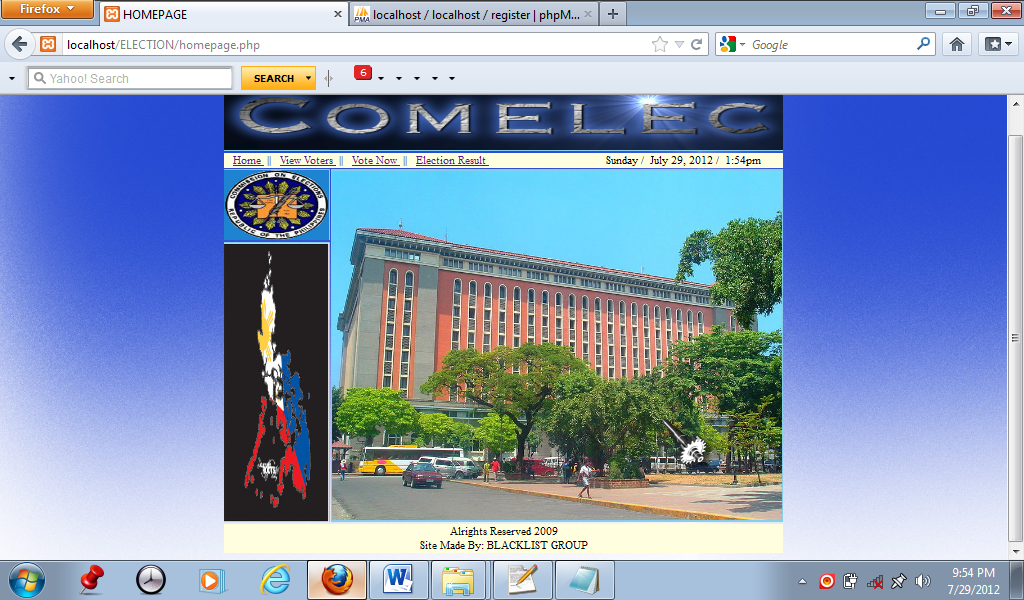 Firefox
HOMEPAGE
localhost / localhost / register | phpM...
localhost/ELECTION/homepage.php
Google
Yahoo! Search
SEARCH
6
COMELEC
Home || View Voters || Vote Now || Election Result
Sunday / July 29, 2012 / 1:54pm
COMMISSION ON ELECTIONS
REPUBLIC OF THE PHILIPPINES
Alrights Reserved 2009
Site Made By: BLACKLIST GROUP
9:54 PM
7/29/2012